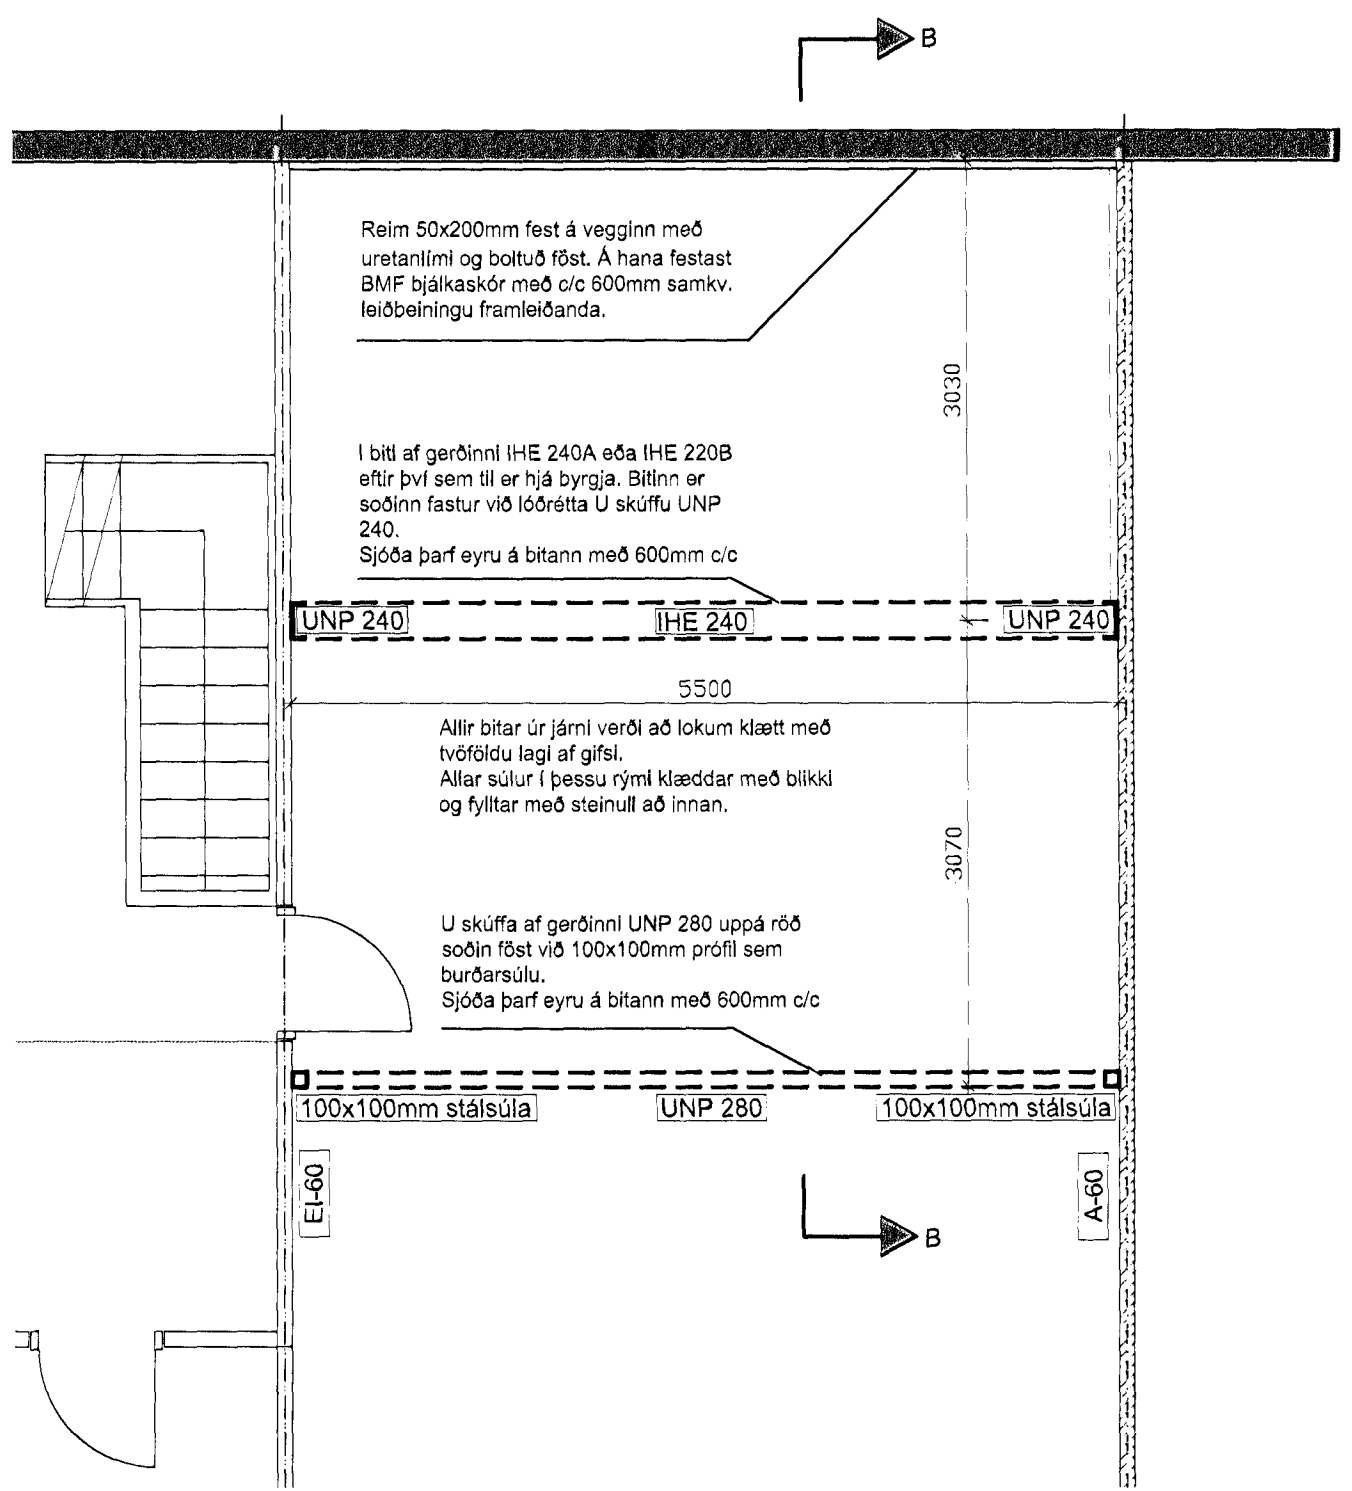 B
Reim 50x200mm fest á vegginn með
uretanlími og boltuð föst. Á hana festast
BMF bjálkaskór með c/c 600mm samkv.
leiðbeiningu framleiðanda.
3030
I biti af gerðinni IHE 240A eða IHE 220B
eftir því sem til er hjá byrgja. Bitinn er
soðinn fastur við lóðrétta U skúffu UNP
240.
Sjóða þarf eyru á bitann með 600mm c/c
UNP 240
IHE 240
UNP 240
5500
Allir bitar úr járni verði að lokum klætt með
tvöföldu lagi af gifsi.
Allar súlur í þessu rými klæddar með blikki
og fylltar með steinull að innan.
3070
U skúffa af gerðinni UNP 280 uppá röð
soðin föst við 100x100mm prófil sem
burðarsúlu.
Sjóða þarf eyru á bitann með 600mm c/c
100x100mm stálsúla
UNP 280
100x100mm stálsúla
EI-60
A-60
B